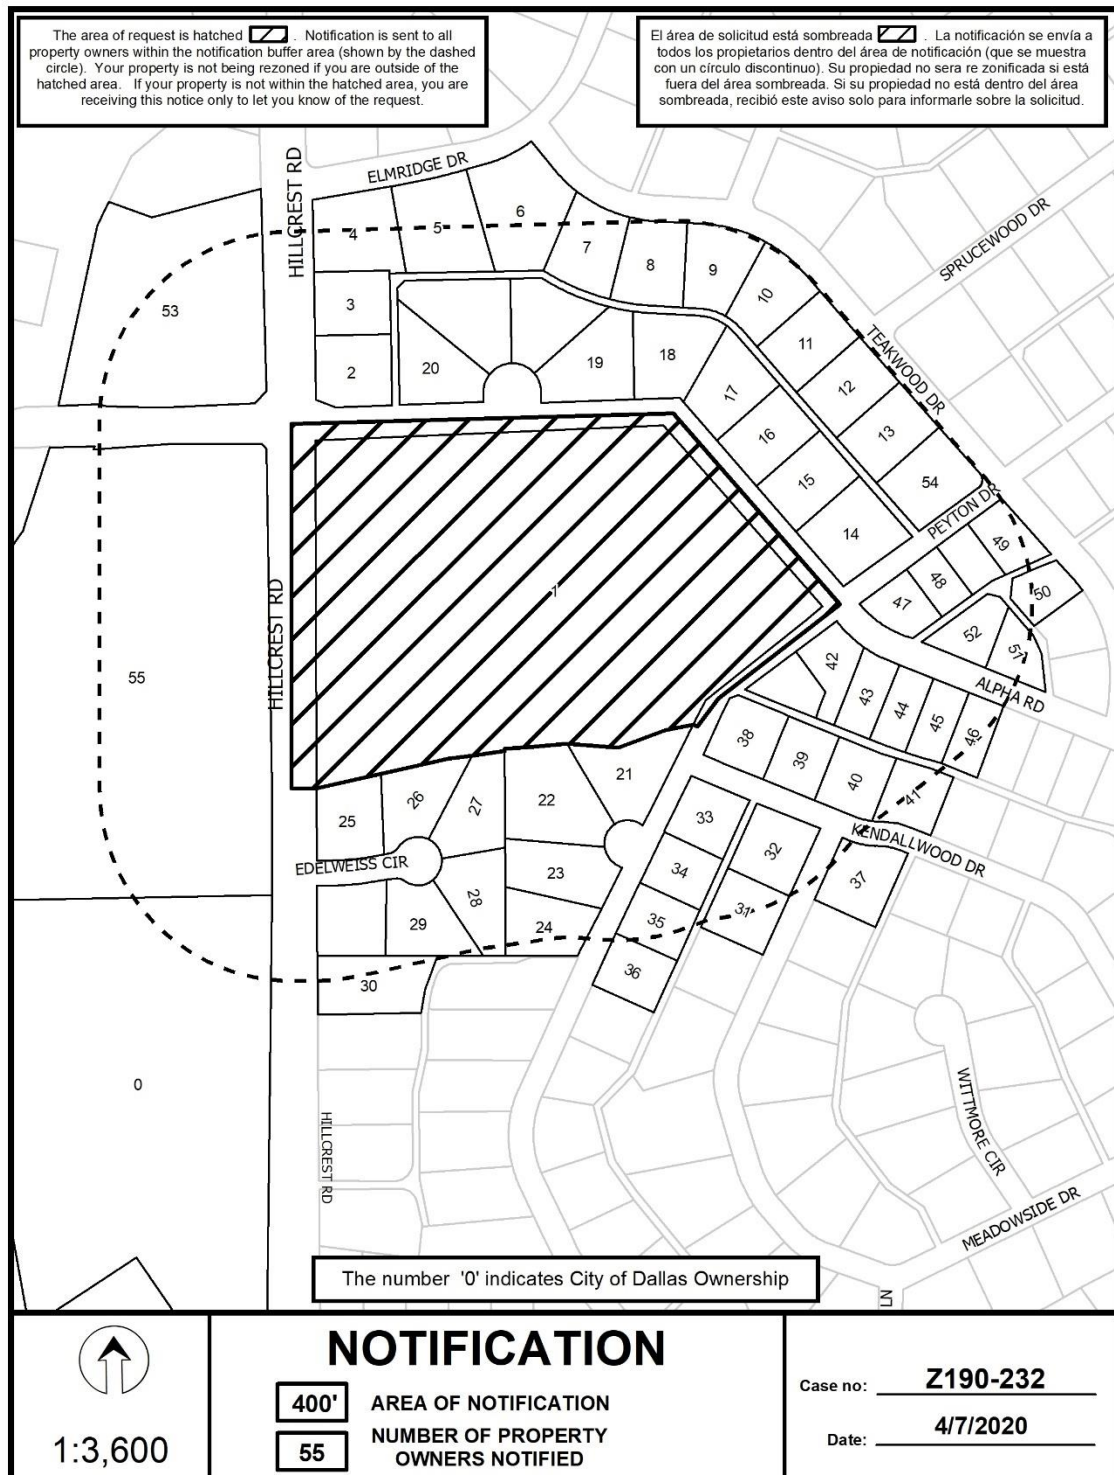 The area of request is hatched . Notification is sent to all
property owners within the notification buffer area (shown by the dashed
circle). Your property is not being rezoned if you are outside of the
hatched area. If your property is not within the hatched area, you are
receiving this notice only to let you know of the request.
El área de solicitud está sombreada . La notificación se envía a
todos los propietarios dentro del área de notificación (que se muestra
con un círculo discontinuo). Su propiedad no sera re zonificada si está
fuera del área sombreada. Si su propiedad no está dentro del área
sombreada, recibió este aviso solo para informarle sobre la solicitud.
ELMRIDGE DR
HILLCREST RD
SPRUCEWOOD DR
4
5
6
7
8
9
10
53
3
11
TEAKWOOD DR
2
20
19
18
17
12
16
13
15
54
14
PEYTON DR
49
48
47
50
1
HILLCREST RD
52
51
55
42
43
44
45
46
ALPHA RD
38
39
40
41
21
22
26
27
25
33
32
KENDALLWOOD DR
EDELWEISS CIR
23
34
37
28
29
24
35
31
36
30
0
HILLCREST RD
WITTMORE CIR
MEADOWSIDE DR
LN
The number '0' indicates City of Dallas Ownership
1:3,600
NOTIFICATION
400' AREA OF NOTIFICATION
55 NUMBER OF PROPERTY
OWNERS NOTIFIED
Case no: Z190-232
Date: 4/7/2020